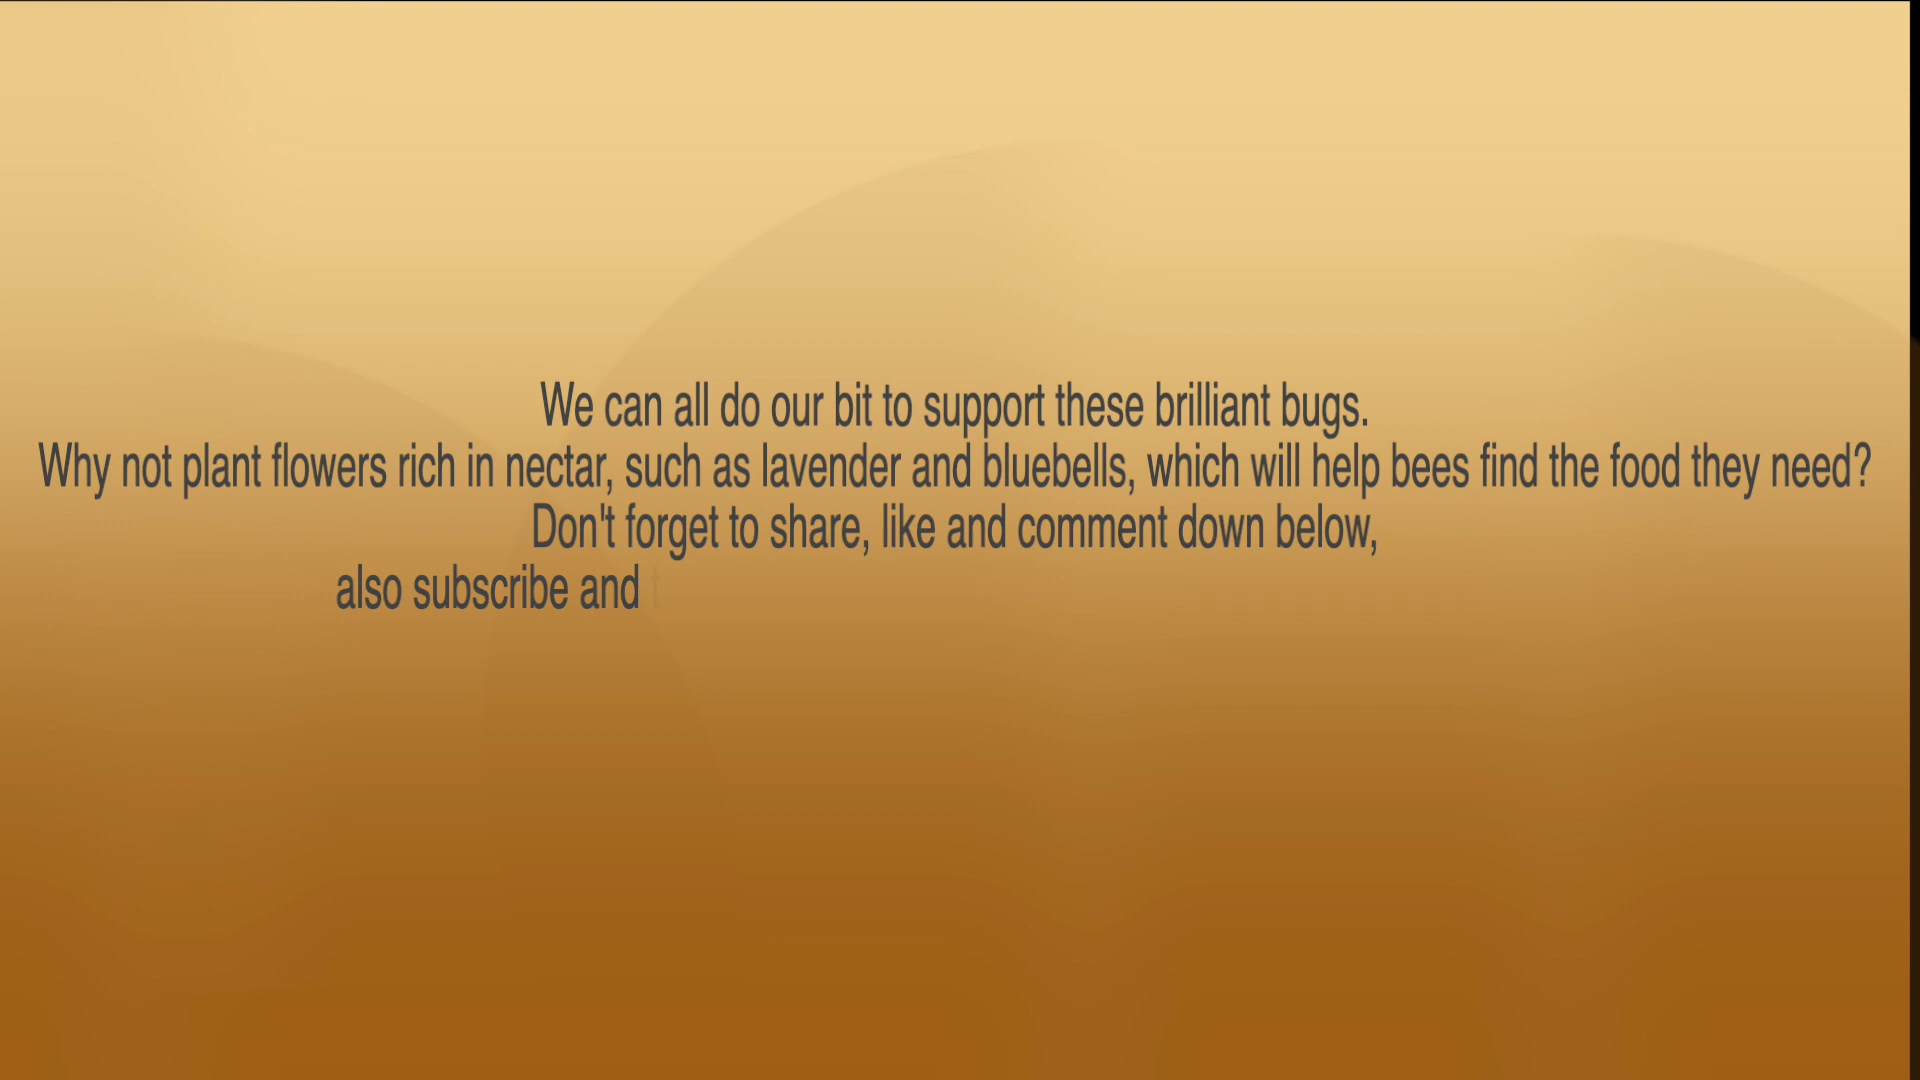 We can all do our bit to support these brilliant bugs.
Why not plant flowers rich in nectar, such as lavender and bluebells, which will help bees find the food they need?
Don't forget to share, like and comment down below,
also subscribe and